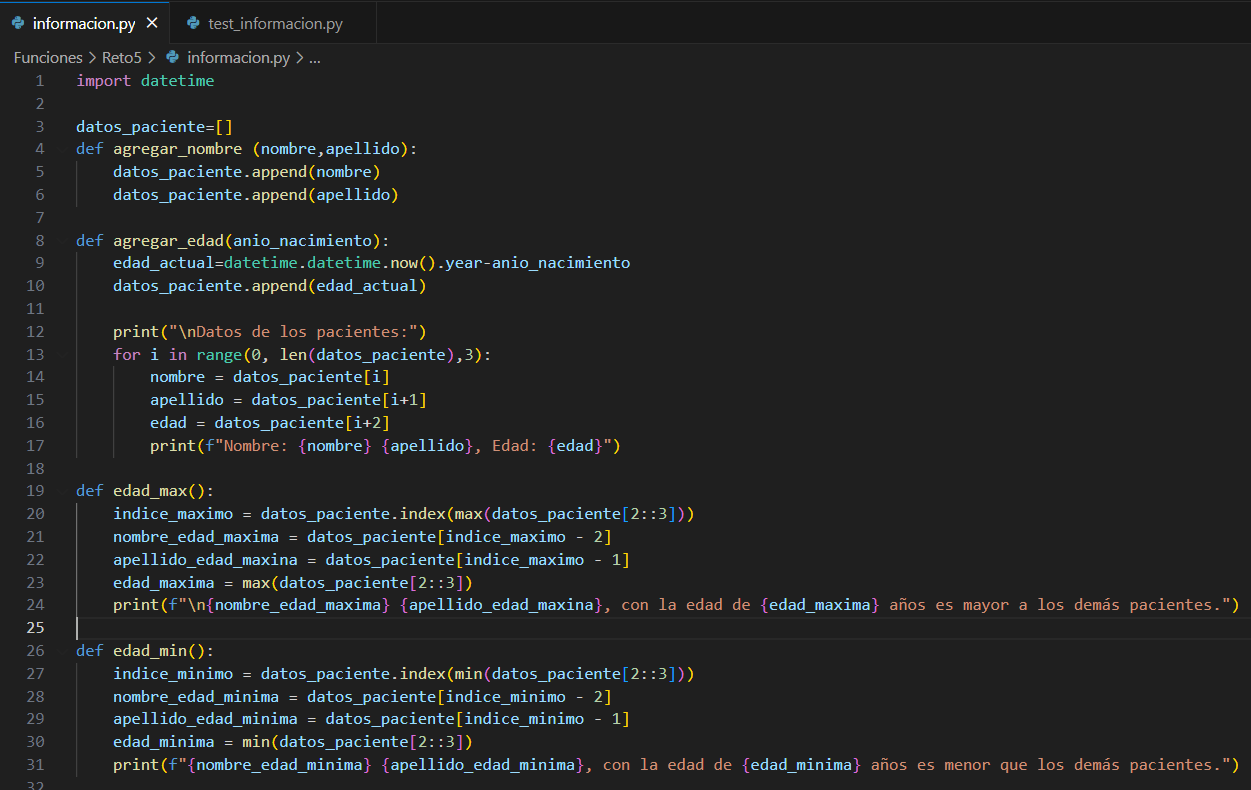 informacion.py
test_informacion.py
Funciones > Reto5 > informacion.py > ...
1 import datetime
2
3 datos_paciente=[]
4 def agregar_nombre (nombre,apellido):
5     datos_paciente.append(nombre)
6     datos_paciente.append(apellido)
7
8 def agregar_edad(anio_nacimiento):
9     edad_actual=datetime.datetime.now().year-anio_nacimiento
10     datos_paciente.append(edad_actual)
11
12     print("\nDatos de los pacientes:")
13     for i in range(0, len(datos_paciente),3):
14         nombre = datos_paciente[i]
15         apellido = datos_paciente[i+1]
16         edad = datos_paciente[i+2]
17         print(f"Nombre: {nombre} {apellido}, Edad: {edad}")
18
19 def edad_max():
20     indice_maximo = datos_paciente.index(max(datos_paciente[2::3]))
21     nombre_edad_maxima = datos_paciente[indice_maximo - 2]
22     apellido_edad_maxina = datos_paciente[indice_maximo - 1]
23     edad_maxima = max(datos_paciente[2::3])
24     print(f"\n{nombre_edad_maxima} {apellido_edad_maxina}, con la edad de {edad_maxima} años es mayor a los demás pacientes.")
25
26 def edad_min():
27     indice_minimo = datos_paciente.index(min(datos_paciente[2::3]))
28     nombre_edad_minima = datos_paciente[indice_minimo - 2]
29     apellido_edad_minima = datos_paciente[indice_minimo - 1]
30     edad_minima = min(datos_paciente[2::3])
31     print(f"{nombre_edad_minima} {apellido_edad_minima}, con la edad de {edad_minima} años es menor que los demás pacientes.")
32